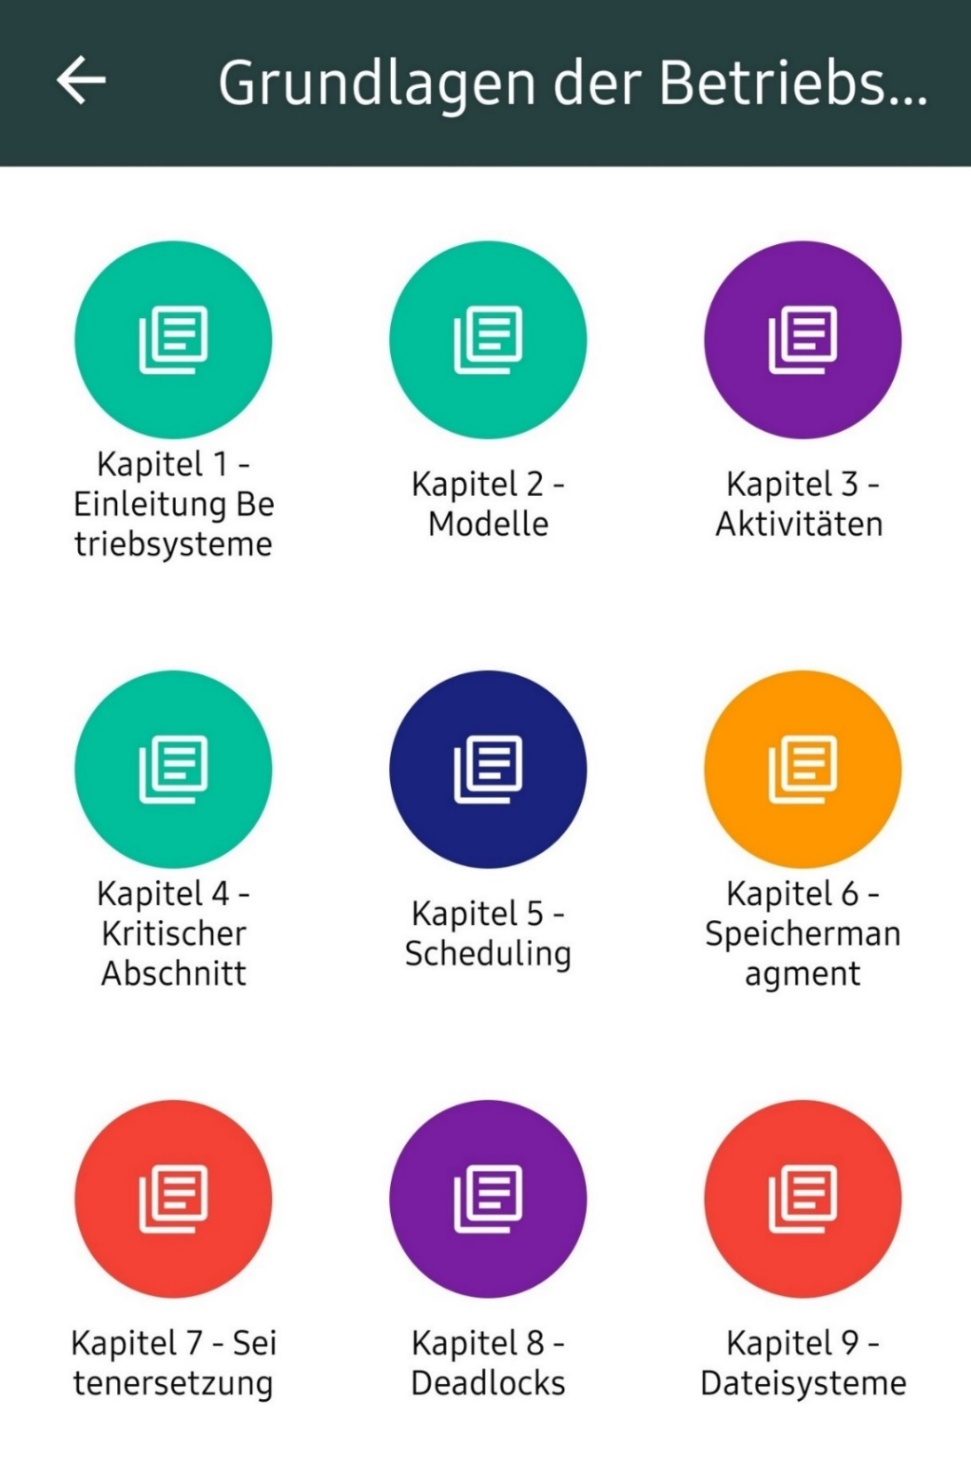 Grundlagen der Betriebs...
Kapitel 1 -
Einleitung Be
triebsysteme
Kapitel 2 -
Modelle
Kapitel 3 -
Aktivitäten
Kapitel 4 -
Kritischer
Abschnitt
Kapitel 5 -
Scheduling
Kapitel 6 -
Speicherman
agment
Kapitel 7 - Sei
tenersetzung
Kapitel 8 -
Deadlocks
Kapitel 9 -
Dateisysteme